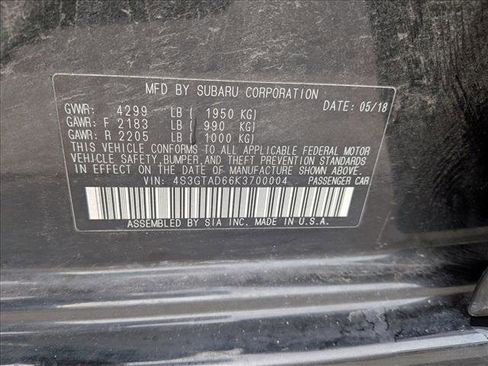 MFD BY SUBARU CORPORATION
GVWR: 4299 LB ( 1950 KG) DATE: 05/18
GAWR: F 2183 LB ( 990 KG)
GAWR: R 2205 LB ( 1000 KG)
THIS VEHICLE CONFORMS TO ALL APPLICABLE FEDERAL MOTOR
VEHICLE SAFETY, BUMPER, AND THEFT PREVENTION STANDARDS
IN EFFECT ON THE DATE OF MANUFACTURE SHOWN ABOVE.
VIN: 4S3GTAD66K3700004 PASSENGER CAR
ASSEMBLED BY SIA INC. MADE IN U.S.A.